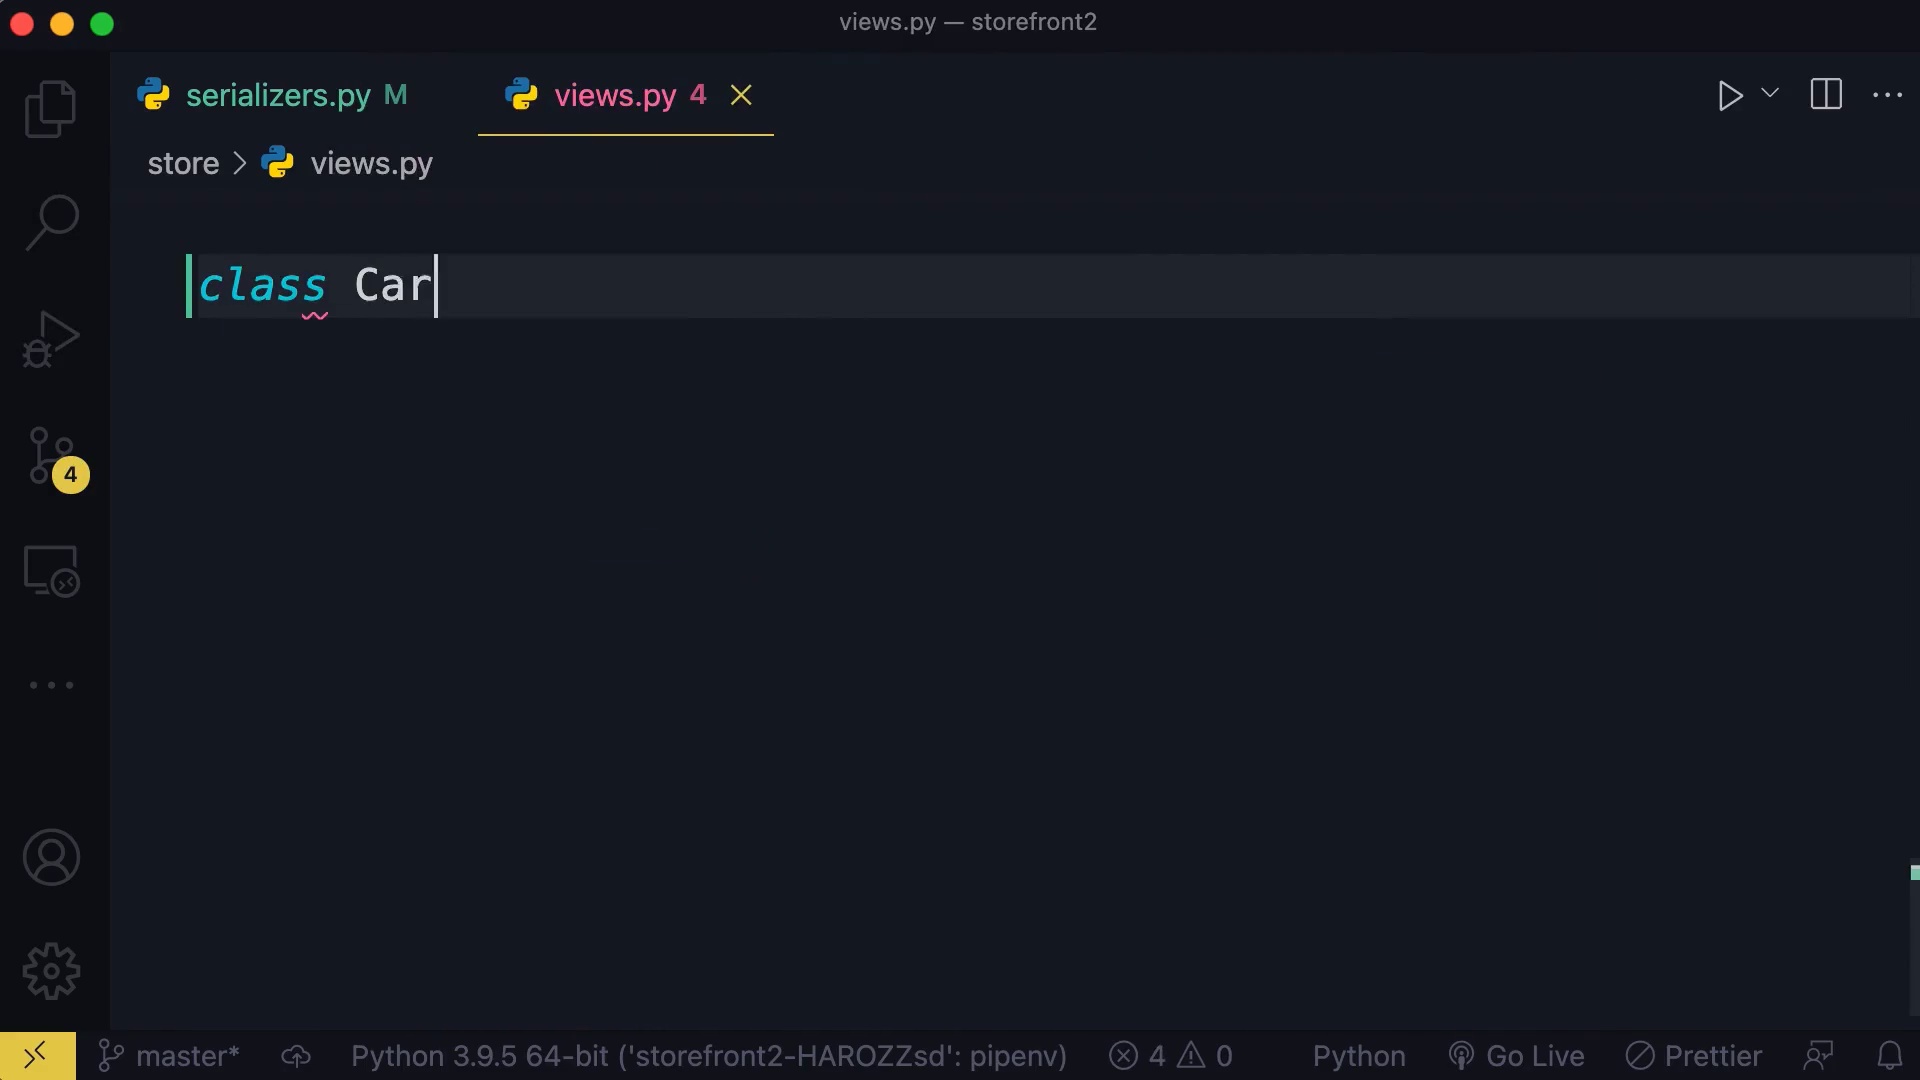 views.py — storefront2
serializers.py M
views.py 4
store > views.py
class Car
4
master*
Python 3.9.5 64-bit ('storefront2-HAROZZsd': pipenv)
4
0
Python
Go Live
Prettier